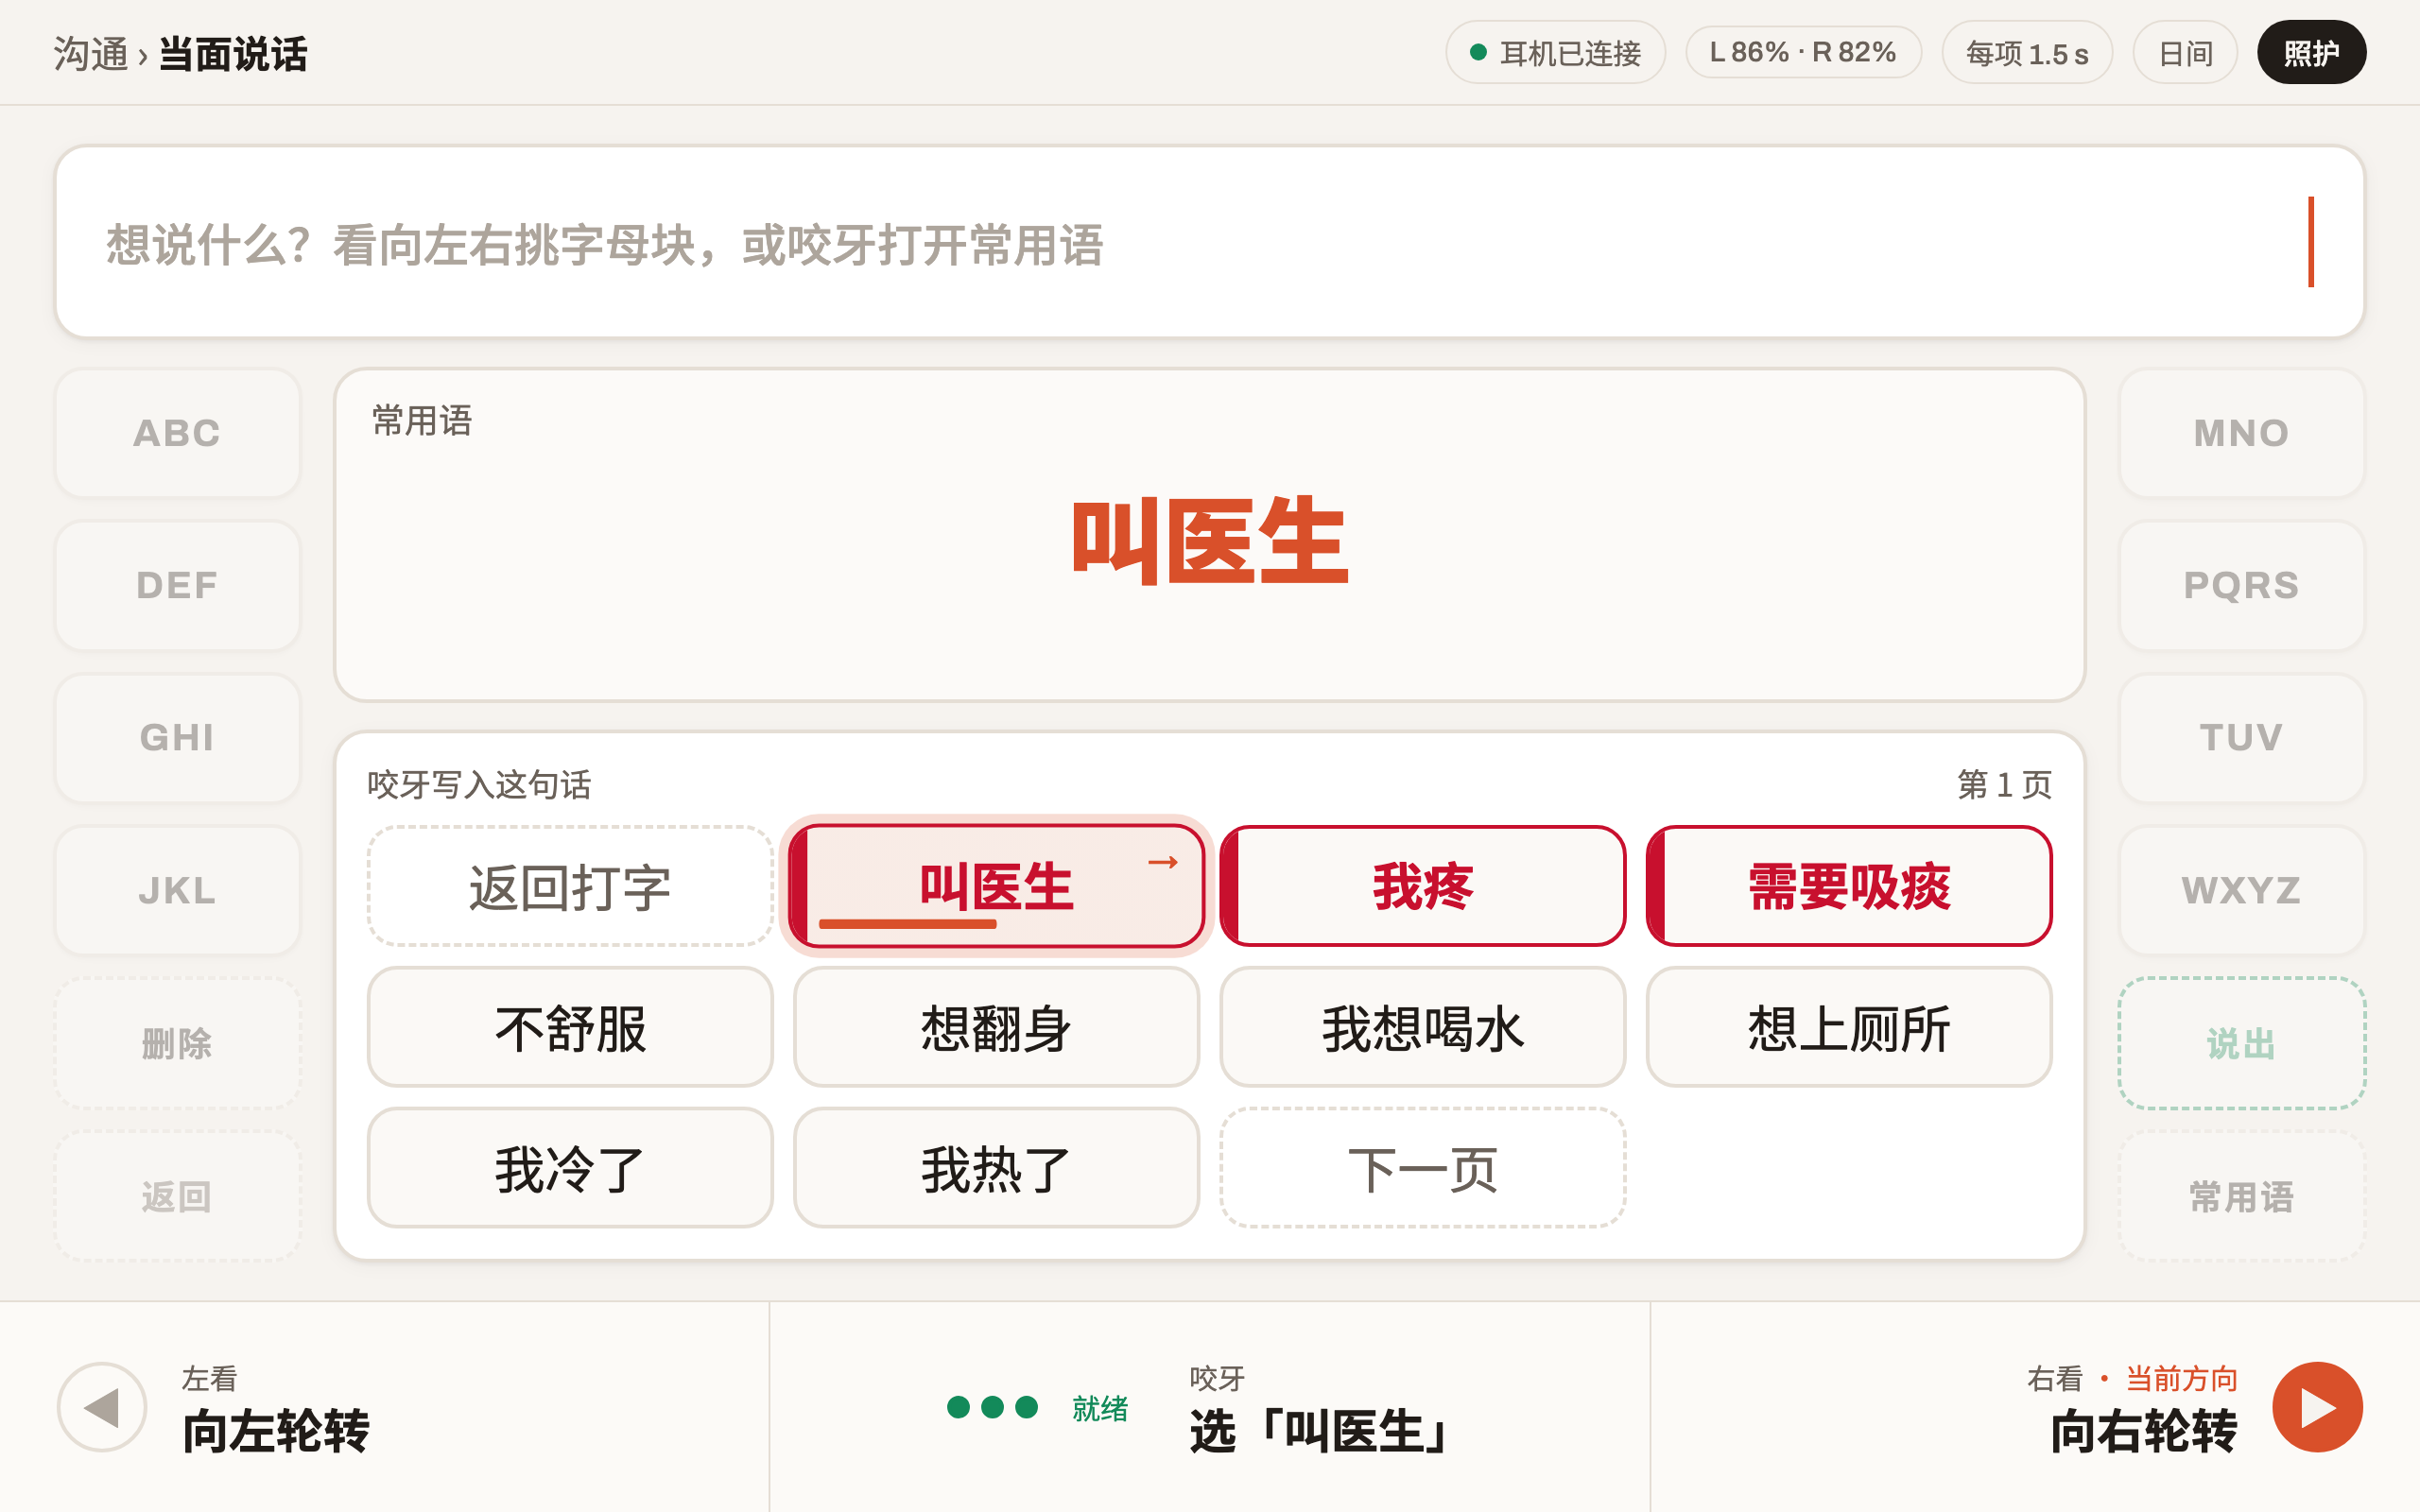 沟通 › 当面说话
耳机已连接
L 86% · R 82%
每项 1.5 s
日间
照护
想说什么？看向左右挑字母块，或咬牙打开常用语
ABC
DEF
GHI
JKL
删除
返回
常用语
叫医生
咬牙写入这句话
第 1 页
返回打字
叫医生 →
我疼
需要吸痰
不舒服
想翻身
我想喝水
想上厕所
我冷了
我热了
下一页
MNO
PQRS
TUV
WXYZ
说出
常用语
左看
向左轮转
就绪
咬牙
选「叫医生」
右看 · 当前方向
向右轮转